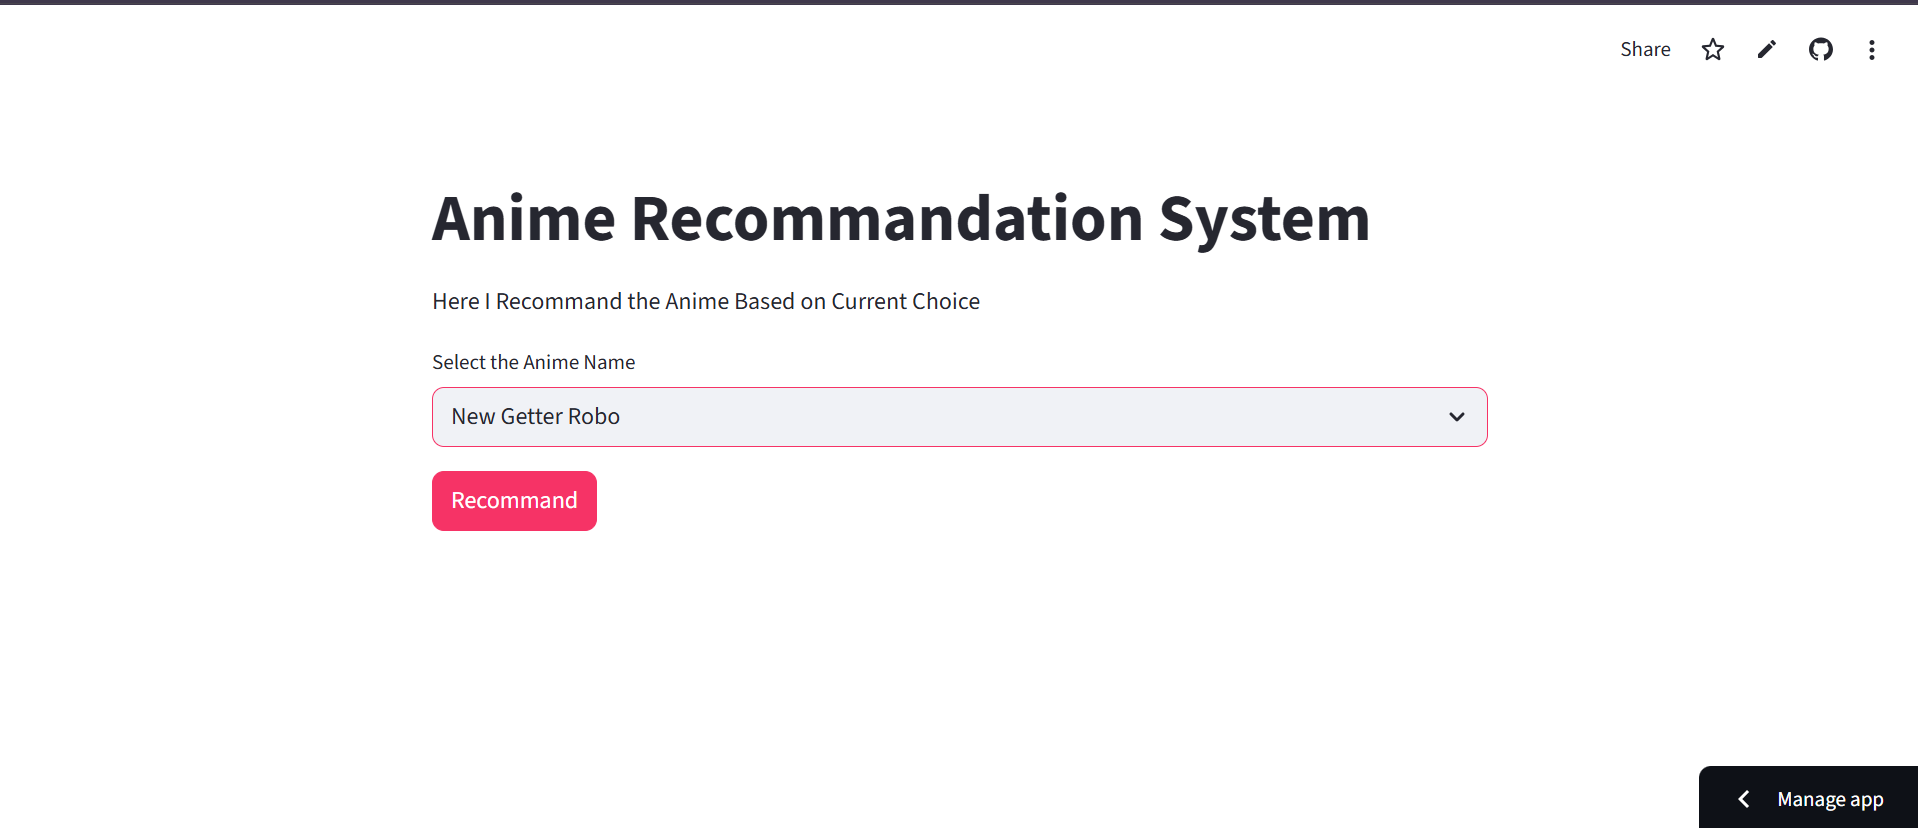 Share
Anime Recommandation System
Here I Recommand the Anime Based on Current Choice
Select the Anime Name
New Getter Robo
Recommand
Manage app